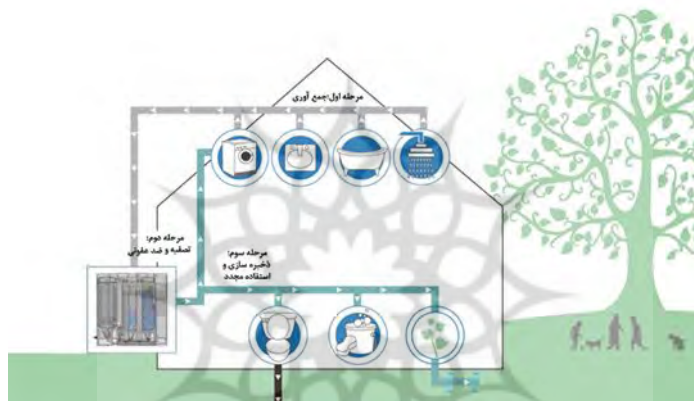 مرحله اول؛جمع آوری
مرحله دوم؛
تصفیه و ضد عفونی
مرحله سوم؛
ذخیره سازی و
استفاده مجدد